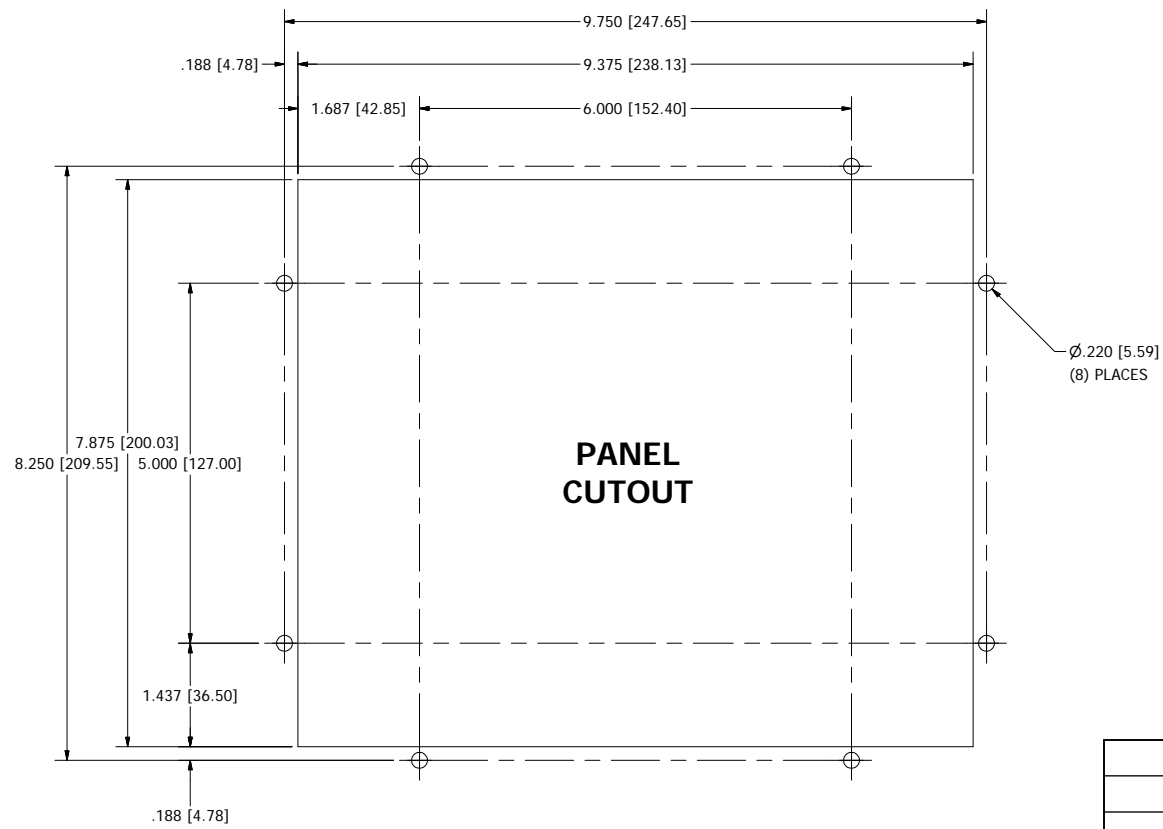 9.750 [247.65]
.188 [4.78]
9.375 [238.13]
1.687 [42.85]
6.000 [152.40]
Ø.220 [5.59]
(8) PLACES
7.875 [200.03]
8.250 [209.55]
5.000 [127.00]
PANEL
CUTOUT
1.437 [36.50]
.188 [4.78]